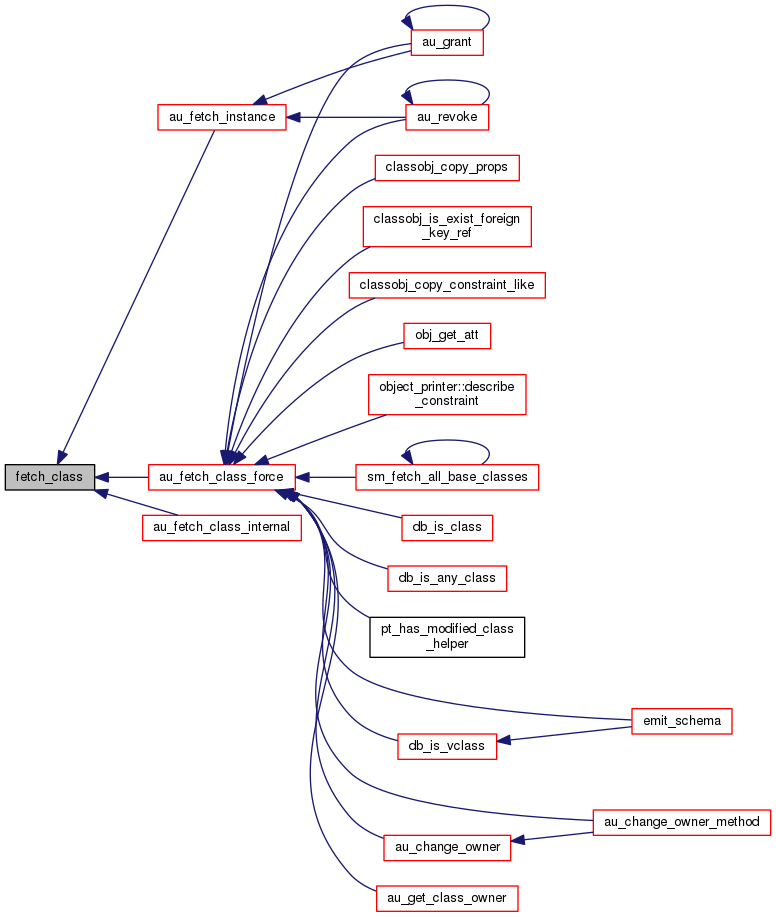 au_grant
au_fetch_instance
au_revoke
classobj_copy_props
classobj_is_exist_foreign
_key_ref
classobj_copy_constraint_like
obj_get_att
object_printer::describe
_constraint
fetch_class
au_fetch_class_force
sm_fetch_all_base_classes
au_fetch_class_internal
db_is_class
db_is_any_class
pt_has_modified_class
_helper
emit_schema
db_is_vclass
au_change_owner_method
au_change_owner
au_get_class_owner